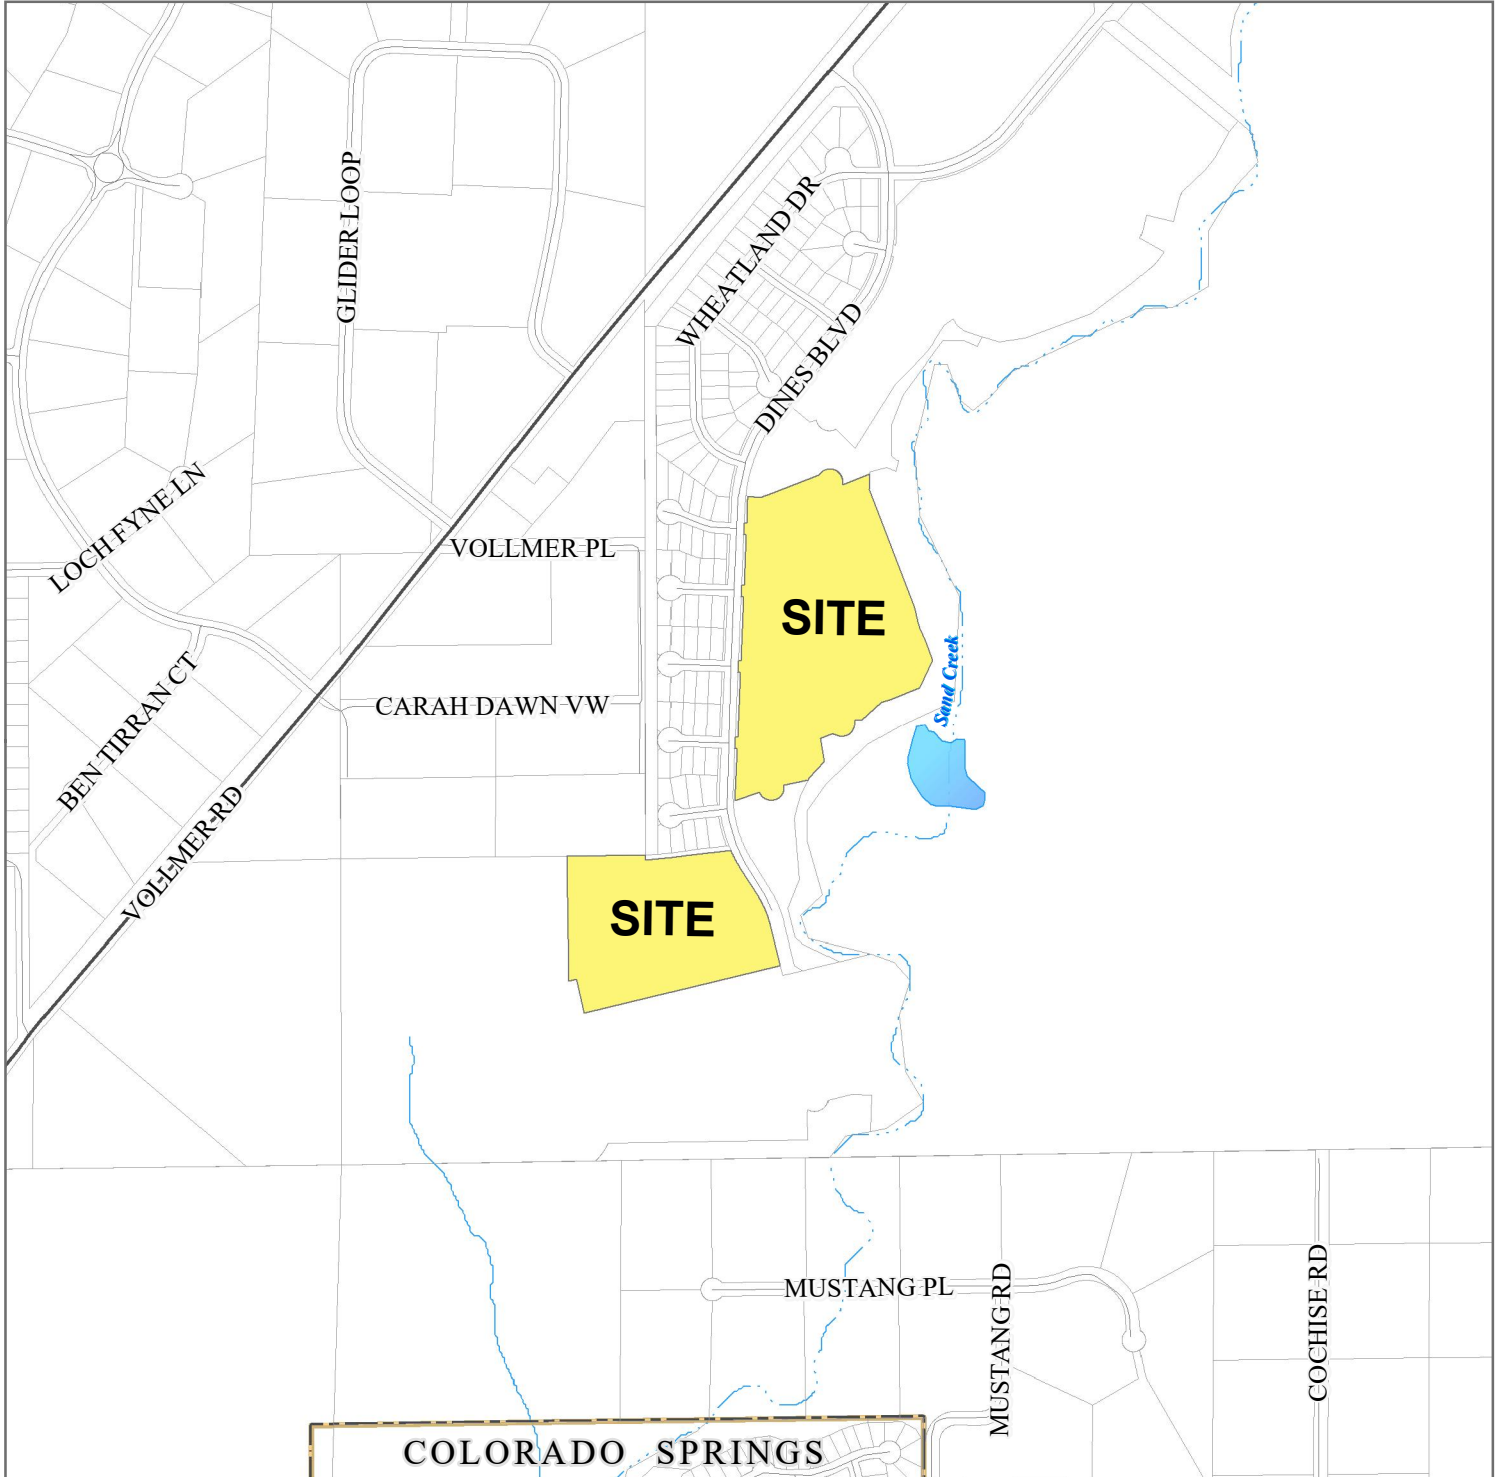 GLIDER LOOP
WHEATLAND DR
DINES BLVD
LOCH FYNE LN
VOLLMER PL
SITE
Sand Creek
BEN TIRRAN CT
CARAH DAWN VW
VOLLMER RD
SITE
MUSTANG PL
MUSTANG RD
COCHISE RD
COLORADO SPRINGS